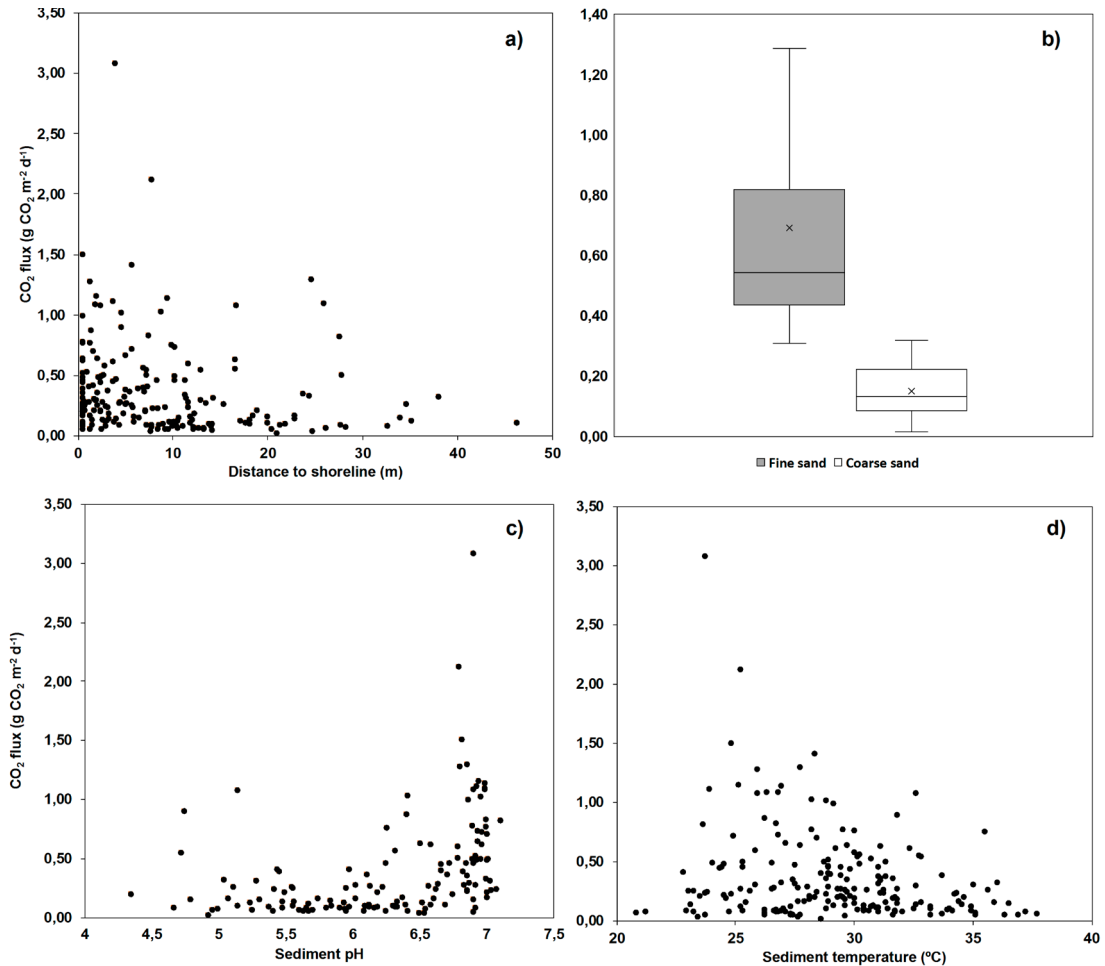 3,50
3,00
2,50
2,00
1,50
1,00
0,50
0,00
CO2 flux (g CO2 m-2 d-1)
a)
0 10 20 30 40 50
Distance to shoreline (m)
1,40
1,20
1,00
0,80
0,60
0,40
0,20
0,00
b)
Fine sand Coarse sand
3,50
3,00
2,50
2,00
1,50
1,00
0,50
0,00
CO2 flux (g CO2 m-2 d-1)
c)
4 4,5 5 5,5 6 6,5 7 7,5
Sediment pH
3,50
3,00
2,50
2,00
1,50
1,00
0,50
0,00
d)
20 25 30 35 40
Sediment temperature (ºC)